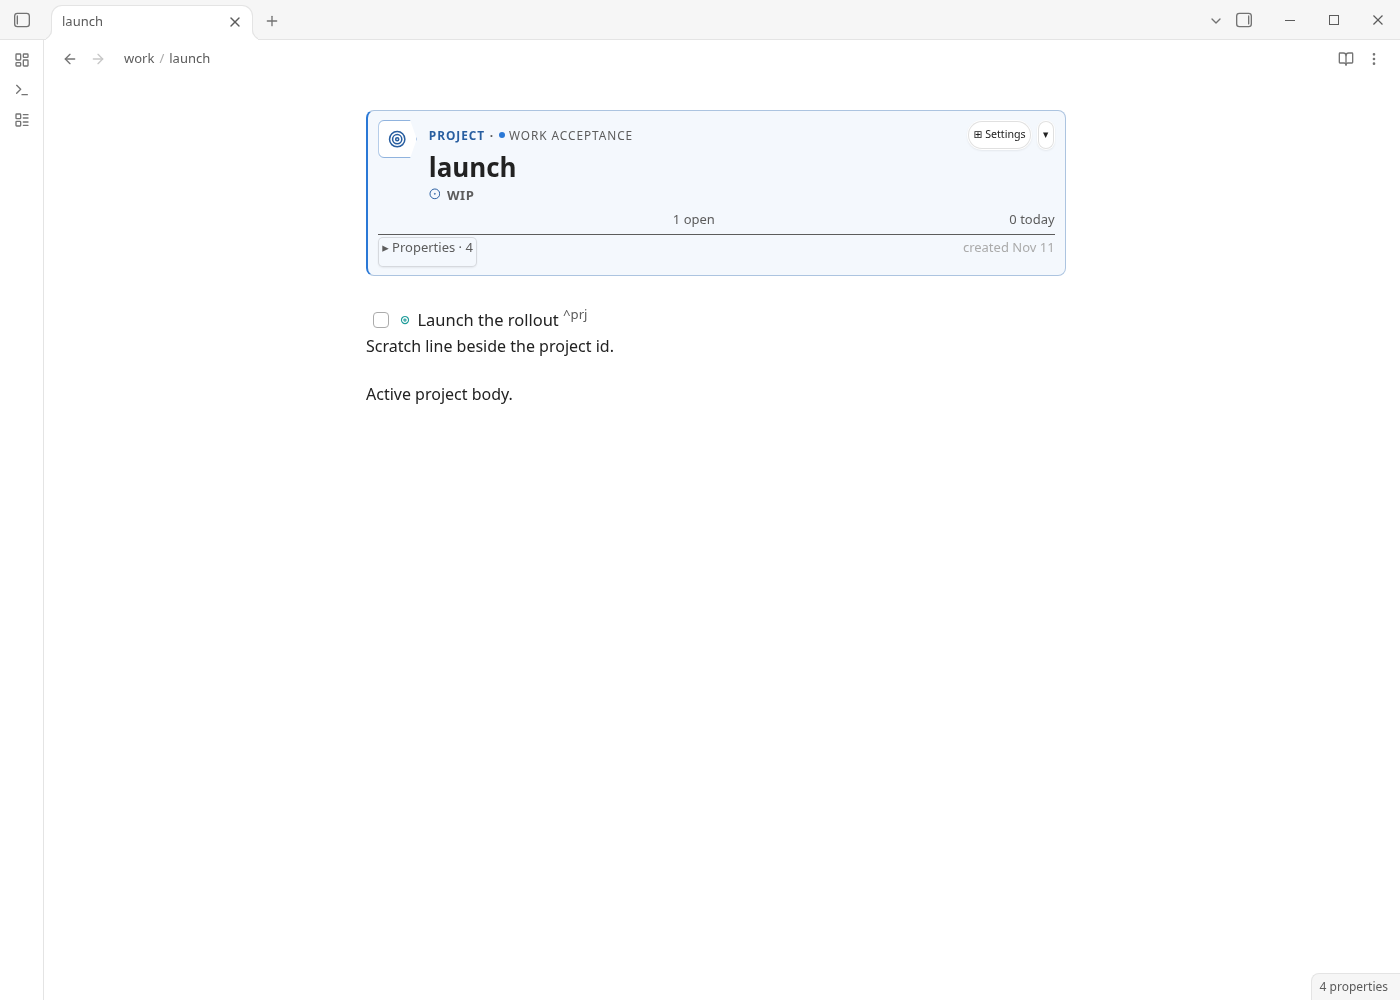 launch
work / launch
PROJECT · WORK ACCEPTANCE
Settings
launch
WIP
1 open
0 today
Properties · 4
created Nov 11
Launch the rollout ^prj
Scratch line beside the project id.
Active project body.
4 properties